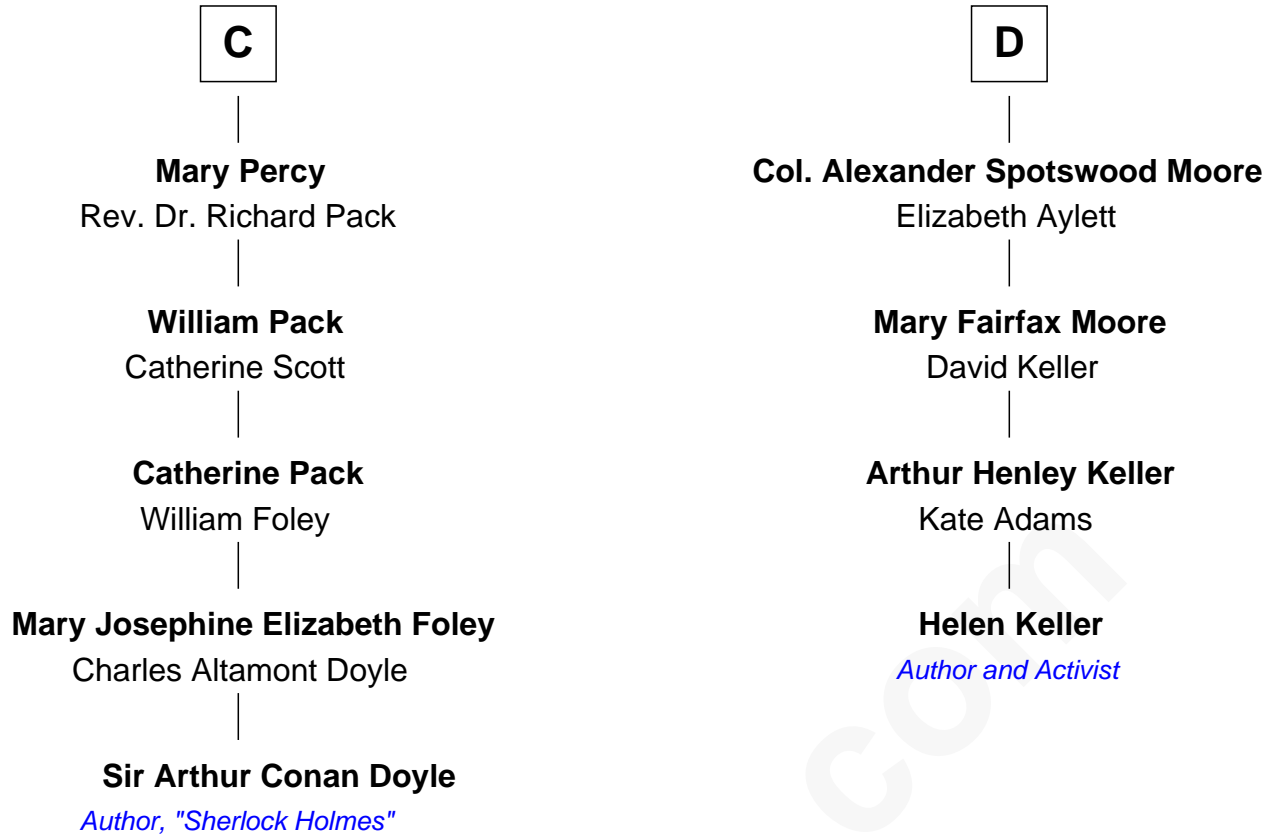 C
Mary Percy
Rev. Dr. Richard Pack
William Pack
Catherine Scott
Catherine Pack
William Foley
Mary Josephine Elizabeth Foley
Charles Altamont Doyle
Sir Arthur Conan Doyle
Author, "Sherlock Holmes"
D
Col. Alexander Spotswood Moore
Elizabeth Aylett
Mary Fairfax Moore
David Keller
Arthur Henley Keller
Kate Adams
Helen Keller
Author and Activist
com